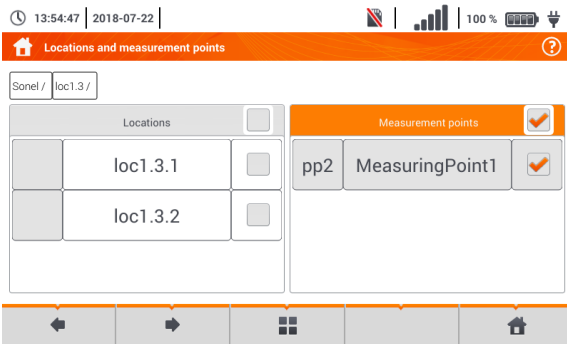 13:54:47 2018-07-22 100 %
Locations and measurement points ?
Sonel / loc1.3 /
Locations
Measurement points
loc1.3.1
pp2 MeasuringPoint1
loc1.3.2